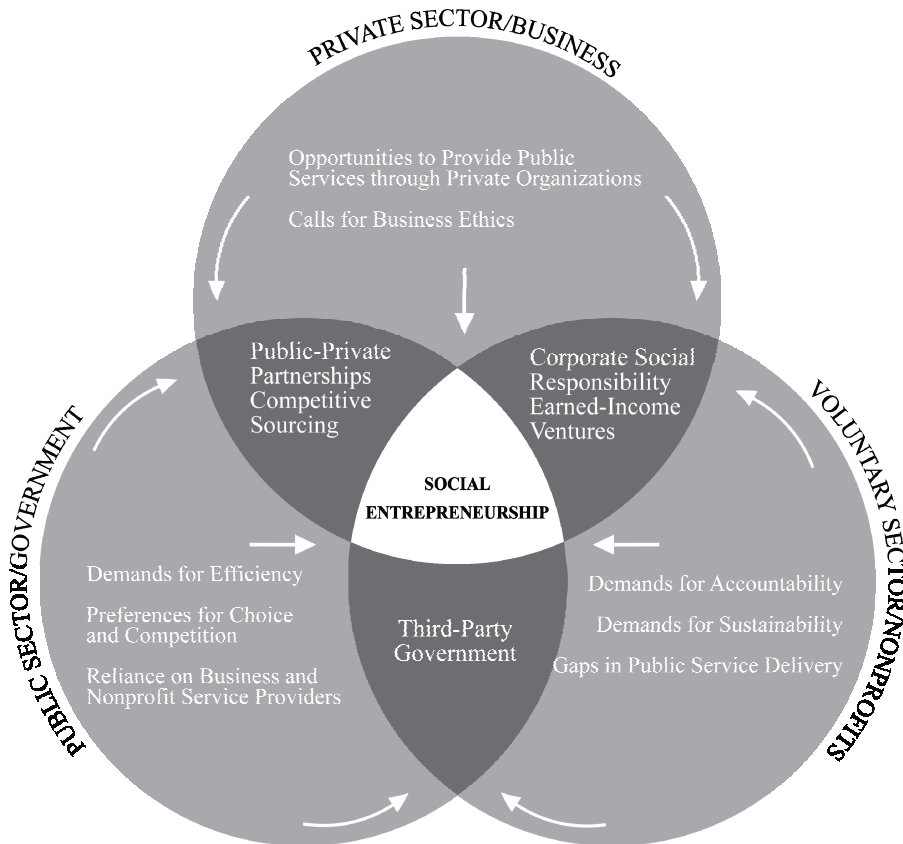 PRIVATE SECTOR/BUSINESS
Opportunities to Provide Public
Services through Private Organizations
Calls for Business Ethics
Public-Private
Partnerships
Competitive
Sourcing
Corporate Social
Responsibility
Earned-Income
Ventures
SOCIAL
ENTREPRENEURSHIP
PUBLIC SECTOR/GOVERNMENT
Demands for Efficiency
Preferences for Choice
and Competition
Reliance on Business and
Nonprofit Service Providers
Third-Party
Government
VOLUNTARY SECTOR/NONPROFITS
Demands for Accountability
Demands for Sustainability
Gaps in Public Service Delivery